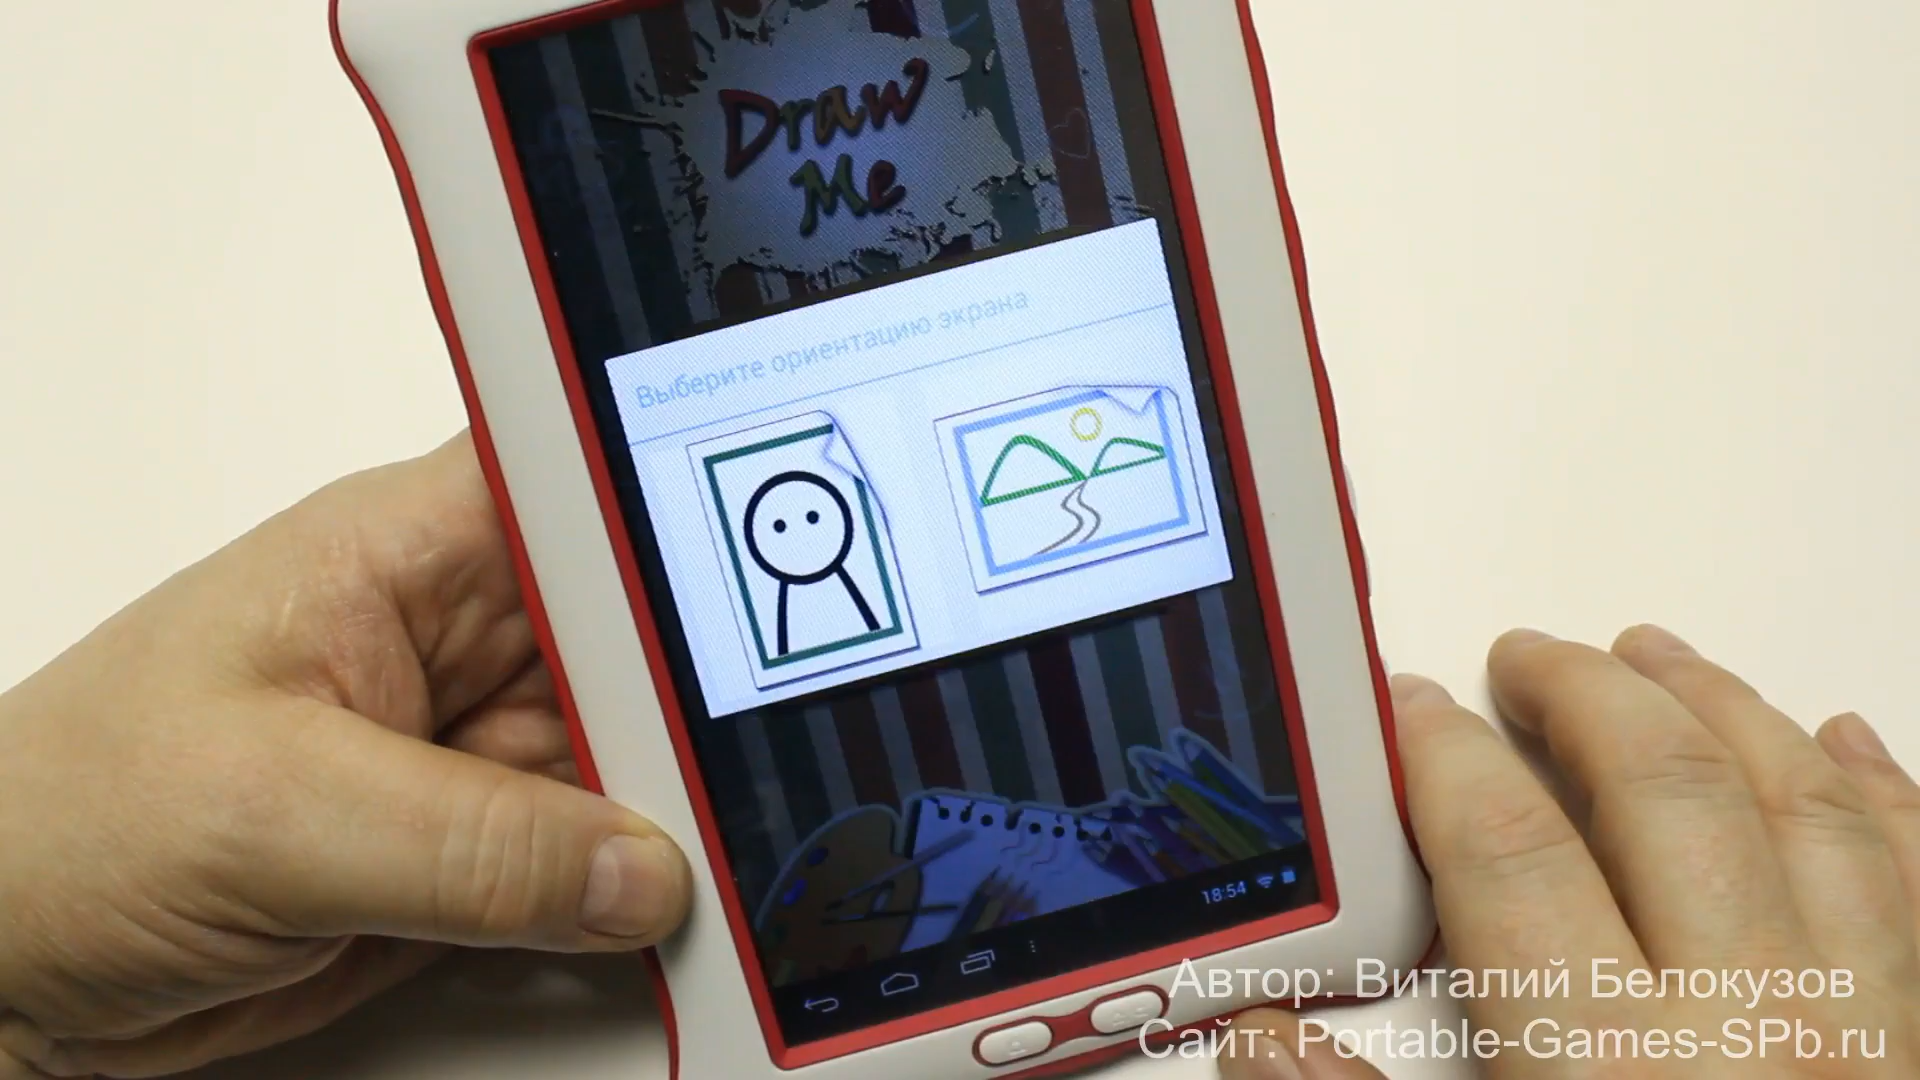 Draw
Me
Выберите ориентацию экрана
18:54
Автор: Виталий Белокузов
Сайт: Portable-Games-SPb.ru